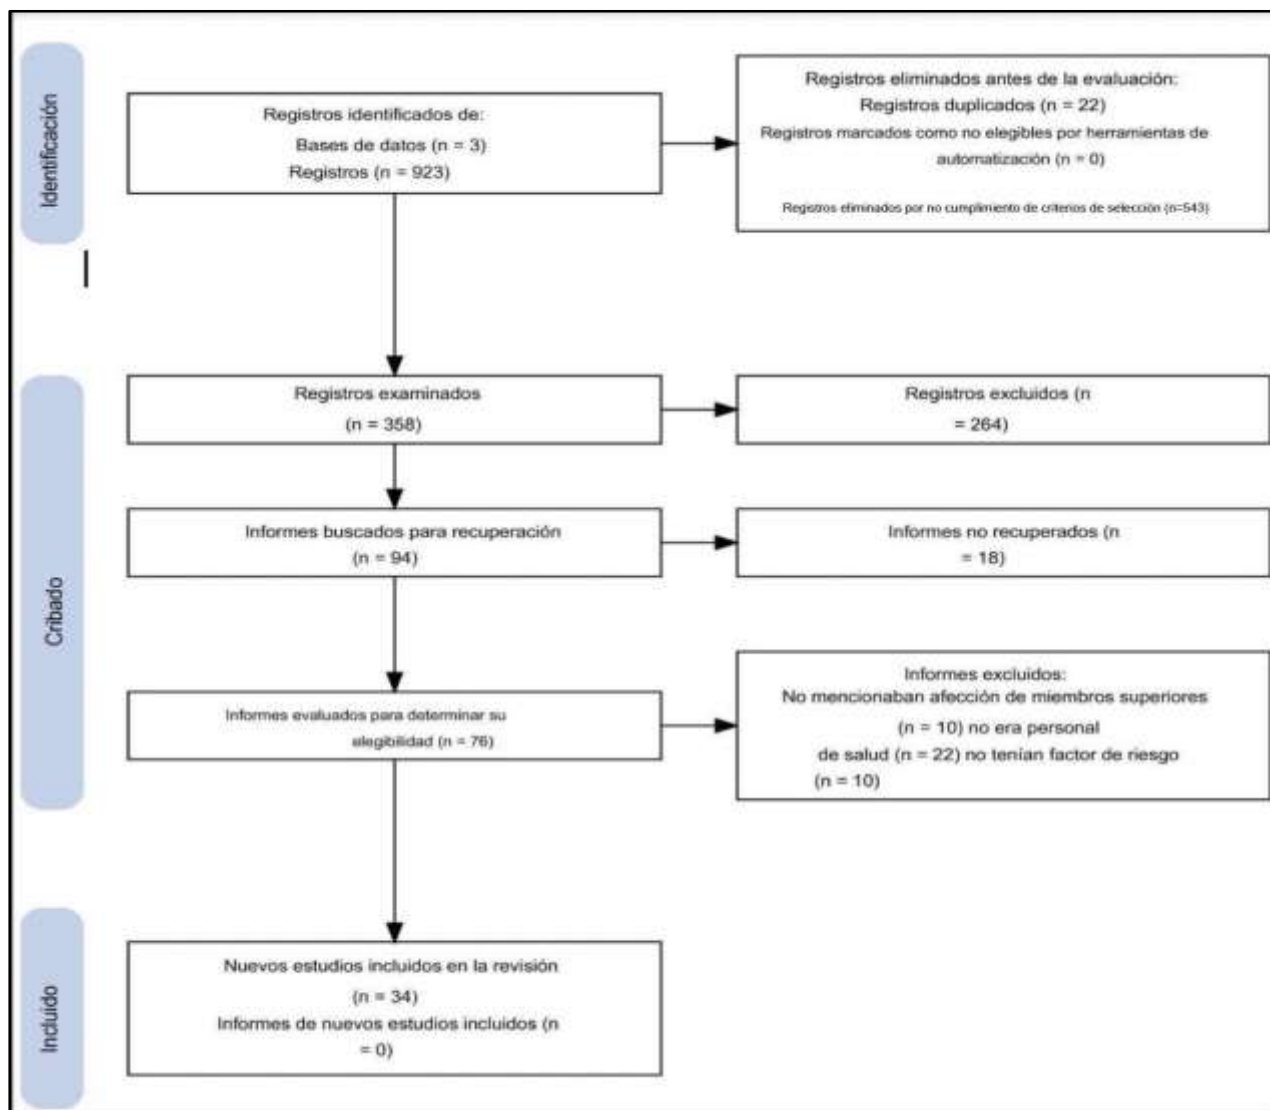 Identificación
Registros identificados de:
Bases de datos (n = 3)
Registros (n = 923)
Registros eliminados antes de la evaluación:
Registros duplicados (n = 22)
Registros marcados como no elegibles por herramientas de
automatización (n = 0)
Registros eliminados por no cumplimiento de criterios de selección (n=543)
Cribado
Registros examinados
(n = 358)
Registros excluidos (n
= 264)
Informes buscados para recuperación
(n = 94)
Informes no recuperados (n
= 18)
Informes evaluados para determinar su
elegibilidad (n = 76)
Informes excluidos:
No mencionaban afección de miembros superiores
(n = 10) no era personal
de salud (n = 22) no tenían factor de riesgo
(n = 10)
Incluido
Nuevos estudios incluidos en la revisión
(n = 34)
Informes de nuevos estudios incluidos (n
= 0)